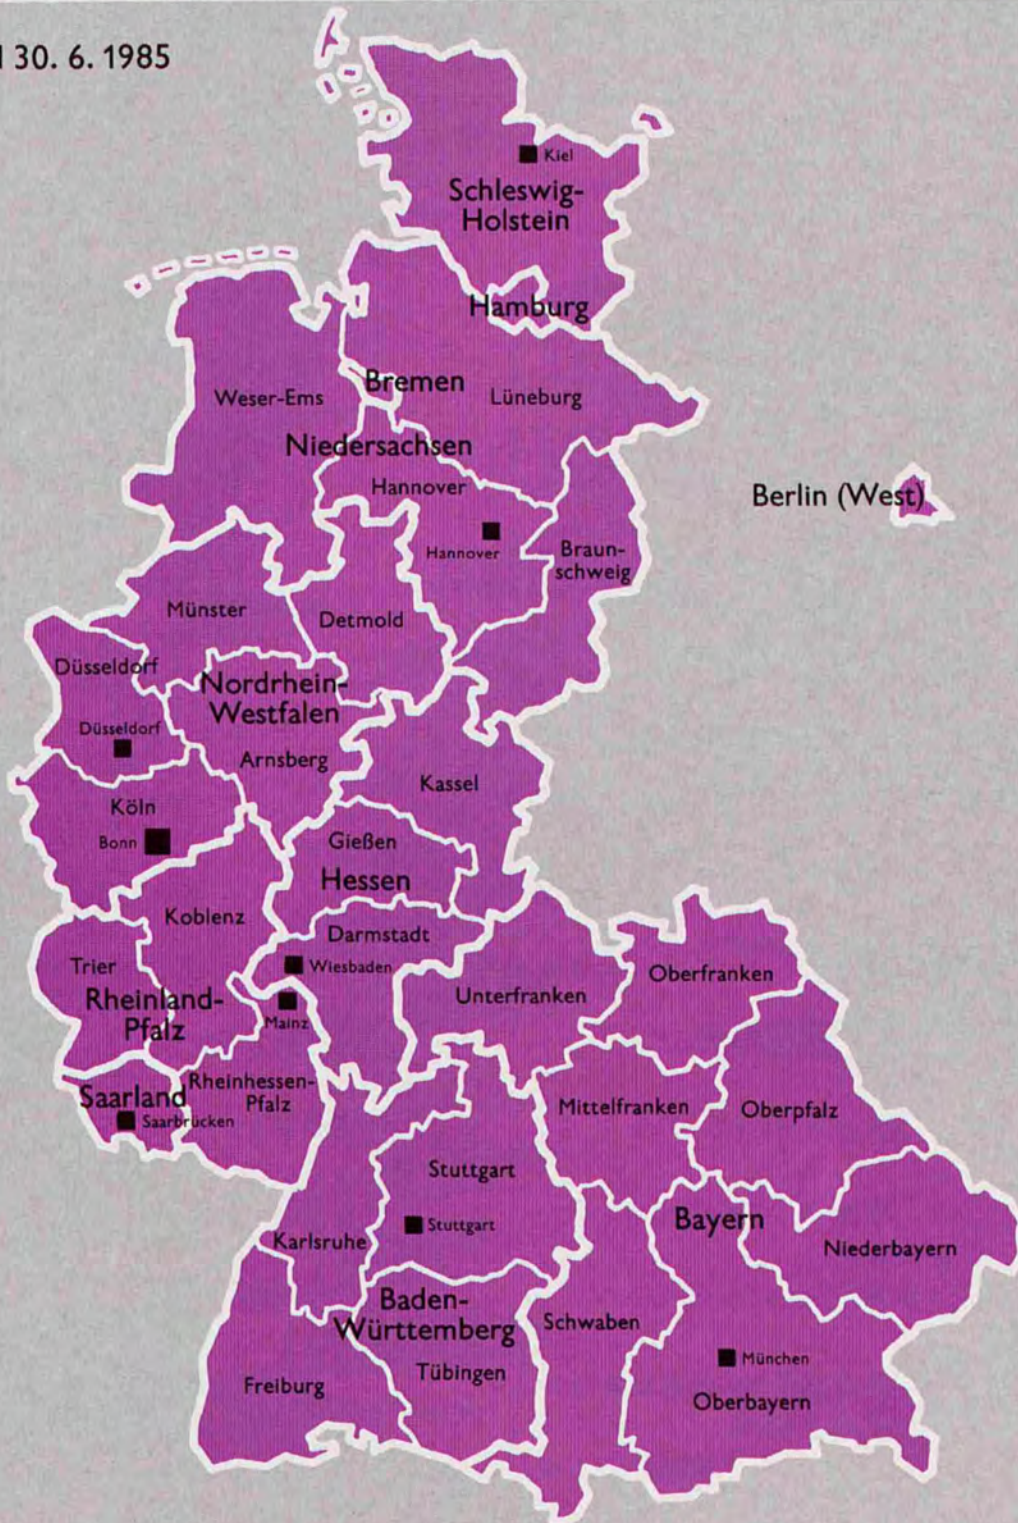 30. 6. 1985
Kiel
Schleswig-
Holstein
Hamburg
Bremen
Weser-Ems
Lüneburg
Niedersachsen
Hannover
Berlin (West)
Hannover
Braun-
schweig
Münster
Detmold
Düsseldorf
Nordrhein-
Westfalen
Düsseldorf
Arnsberg
Kassel
Köln
Bonn
Gießen
Hessen
Koblenz
Darmstadt
Trier
Wiesbaden
Oberfranken
Unterfranken
Rheinland-
Pfalz
Mainz
Rheinhessen-
Pfalz
Saarland
Saarbrücken
Mittelfranken
Oberpfalz
Stuttgart
Stuttgart
Bayern
Karlsruhe
Niederbayern
Baden-
Württemberg
Schwaben
München
Tübingen
Freiburg
Oberbayern